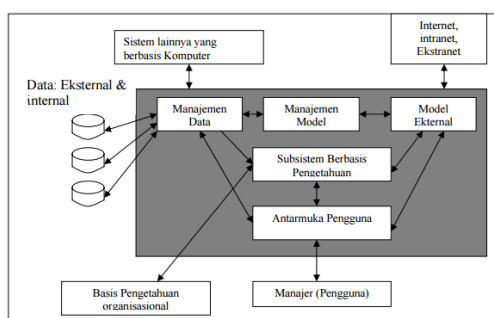 Sistem lainnya yang
berbasis Komputer
Internet,
intranet,
Ekstranet
Data: Eksternal &
internal
Manajemen
Data
Manajemen
Model
Model
Ekternal
Subsistem Berbasis
Pengetahuan
Antarmuka Pengguna
Basis Pengetahuan
organisasional
Manajer (Pengguna)